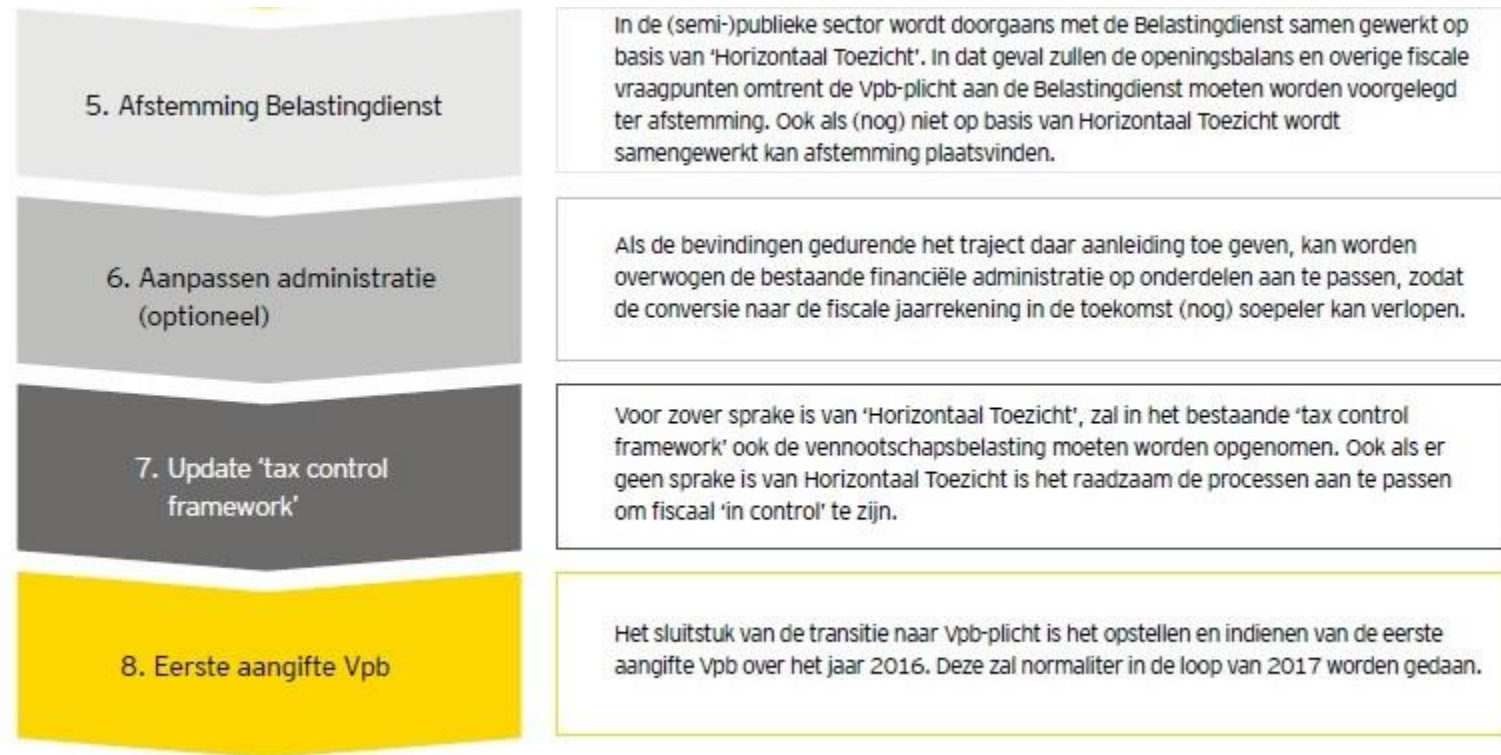 5. Afstemming Belastingdienst
In de (semi-)publieke sector wordt doorgaans met de Belastingdienst samen gewerkt op
basis van ‘Horizontaal Toezicht’. In dat geval zullen de openingsbalans en overige fiscale
vraagpunten omtrent de Vpb-plicht aan de Belastingdienst moeten worden voorgelegd
ter afstemming. Ook als (nog) niet op basis van Horizontaal Toezicht wordt
samengewerkt kan afstemming plaatsvinden.
6. Aanpassen administratie
(optioneel)
Als de bevindingen gedurende het traject daar aanleiding toe geven, kan worden
overwogen de bestaande financiële administratie op onderdelen aan te passen, zodat
de conversie naar de fiscale jaarrekening in de toekomst (nog) soepeler kan verlopen.
7. Update ‘tax control
framework’
Voor zover sprake is van ‘Horizontaal Toezicht’, zal in het bestaande ‘tax control
framework’ ook de vennootschapsbelasting moeten worden opgenomen. Ook als er
geen sprake is van Horizontaal Toezicht is het raadzaam de processen aan te passen
om fiscaal ‘in control’ te zijn.
8. Eerste aangifte Vpb
Het sluitstuk van de transitie naar Vpb-plicht is het opstellen en indienen van de eerste
aangifte Vpb over het jaar 2016. Deze zal normaliter in de loop van 2017 worden gedaan.